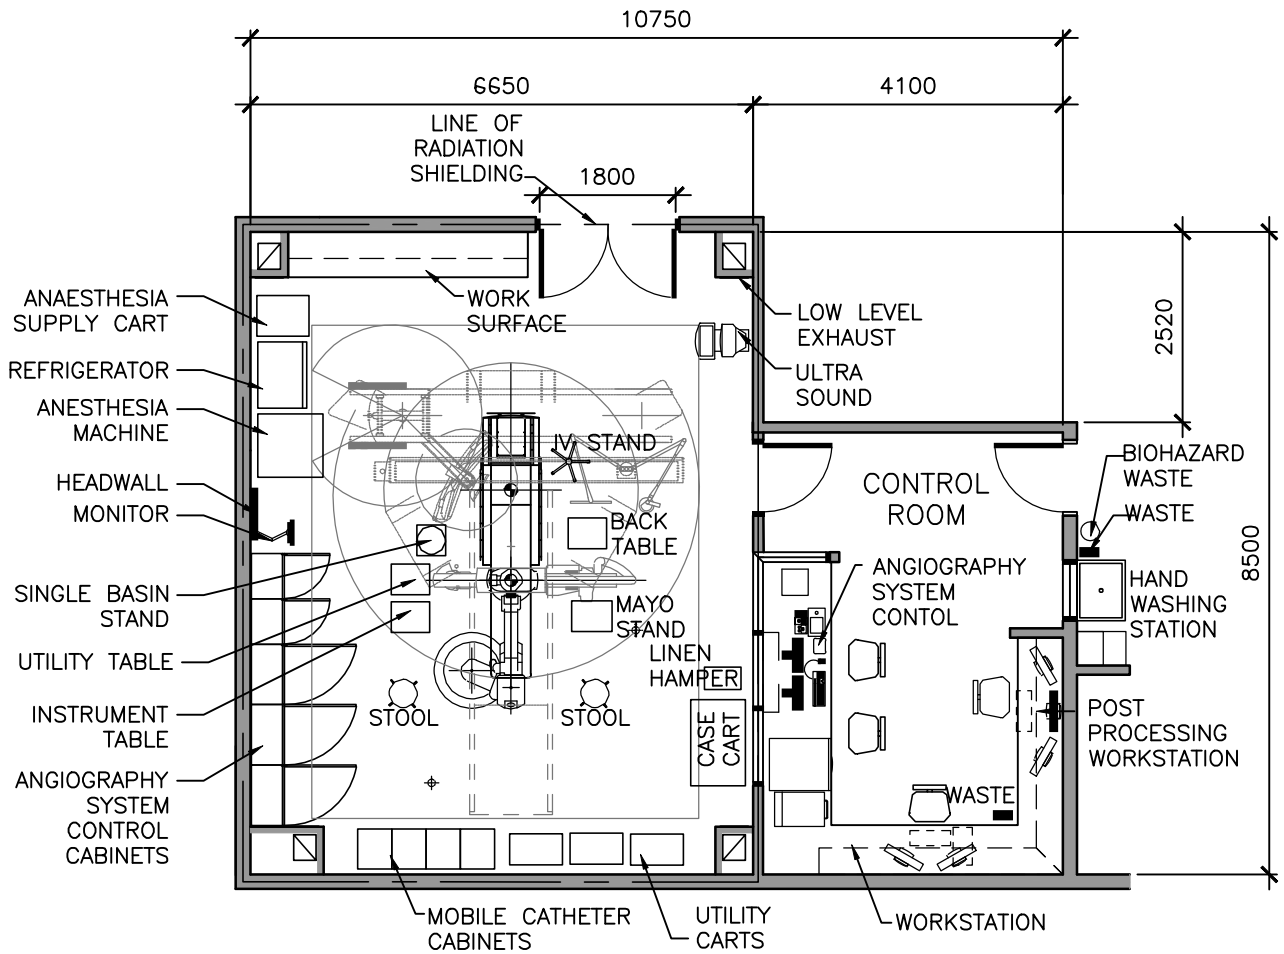 10750
6650
4100
LINE OF
RADIATION
SHIELDING
1800
ANAESTHESIA
SUPPLY CART
WORK
SURFACE
LOW LEVEL
EXHAUST
2520
REFRIGERATOR
ULTRA
SOUND
ANESTHESIA
MACHINE
IV STAND
HEADWALL
MONITOR
CONTROL
ROOM
BIOHAZARD
WASTE
WASTE
BACK
TABLE
8500
SINGLE BASIN
STAND
ANGIOGRAPHY
SYSTEM
CONTOL
HAND
WASHING
STATION
MAYO
STAND
UTILITY TABLE
LINEN
HAMPER
INSTRUMENT
TABLE
STOOL
STOOL
CASE
CART
POST
PROCESSING
WORKSTATION
ANGIOGRAPHY
SYSTEM
CONTROL
CABINETS
WASTE
MOBILE CATHETER
CABINETS
UTILITY
CARTS
WORKSTATION